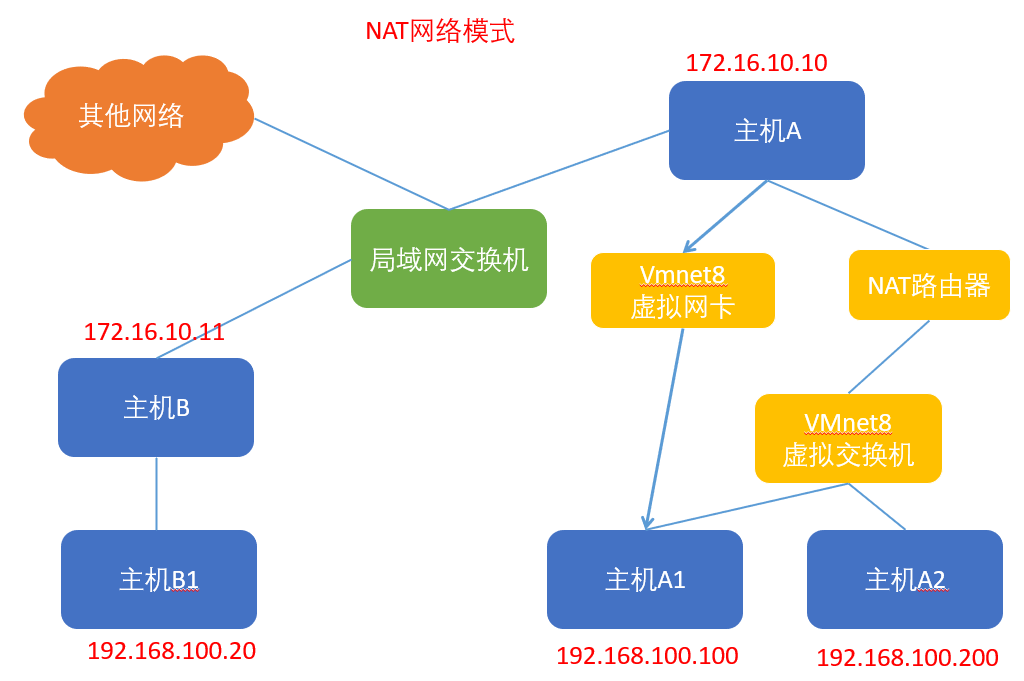 NAT网络模式
172.16.10.10
其他网络
主机A
局域网交换机
Vmnet8
虚拟网卡
NAT路由器
172.16.10.11
主机B
VMnet8
虚拟交换机
主机B1
主机A1
主机A2
192.168.100.20
192.168.100.100
192.168.100.200